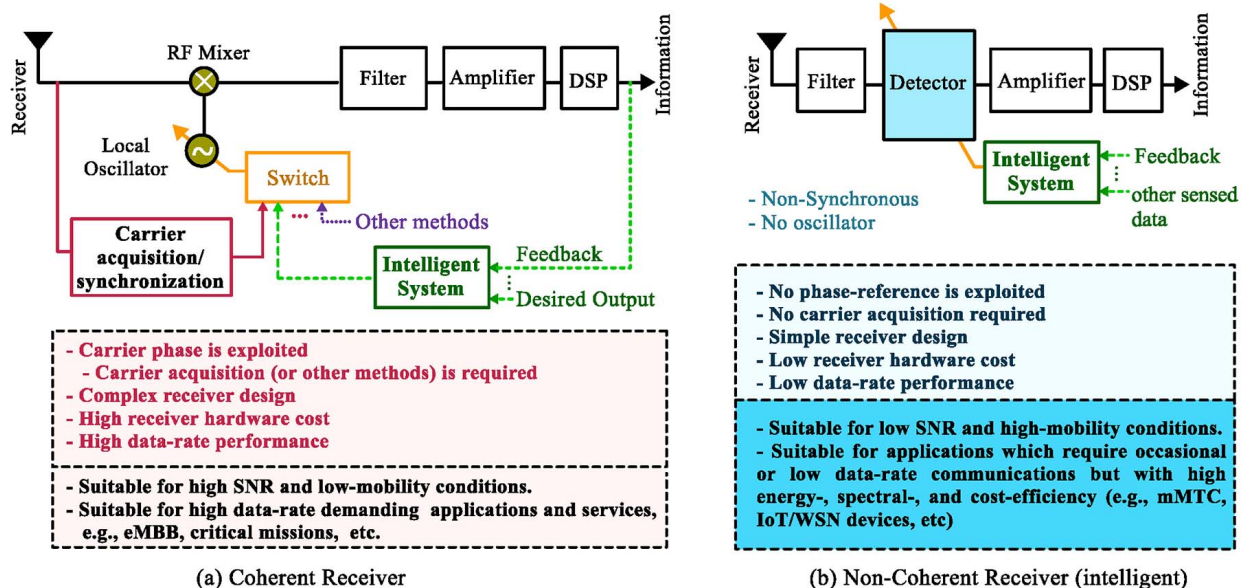 RF Mixer
Receiver
Filter
Amplifier
DSP
Information
Local
Oscillator
Switch
...
Other methods
Carrier
acquisition/
synchronization
Intelligent
System
Feedback
Desired Output
- Carrier phase is exploited
- Carrier acquisition (or other methods) is required
- Complex receiver design
- High receiver hardware cost
- High data-rate performance
- Suitable for high SNR and low-mobility conditions.
- Suitable for high data-rate demanding applications and services,
e.g., eMBB, critical missions, etc.
(a) Coherent Receiver
Receiver
Filter
Detector
Amplifier
DSP
Information
Intelligent
System
Feedback
other sensed
data
- Non-Synchronous
- No oscillator
- No phase-reference is exploited
- No carrier acquisition required
- Simple receiver design
- Low receiver hardware cost
- Low data-rate performance
- Suitable for low SNR and high-mobility conditions.
- Suitable for applications which require occasional
or low data-rate communications but with high
energy-, spectral-, and cost-efficiency (e.g., mMTC,
IoT/WSN devices, etc)
(b) Non-Coherent Receiver (intelligent)